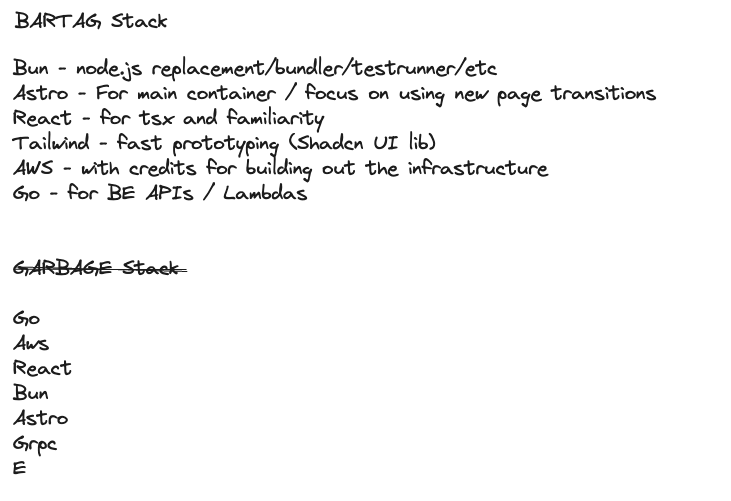 BARTAG Stack
Bun - node.js replacement/bundler/testrunner/etc
Astro - For main container / focus on using new page transitions
React - for tsx and familiarity
Tailwind - fast prototyping (Shadcn UI lib)
AWS - with credits for building out the infrastructure
Go - for BE APIs / Lambdas
GARBAGE Stack
Go
Aws
React
Bun
Astro
Grpc
E